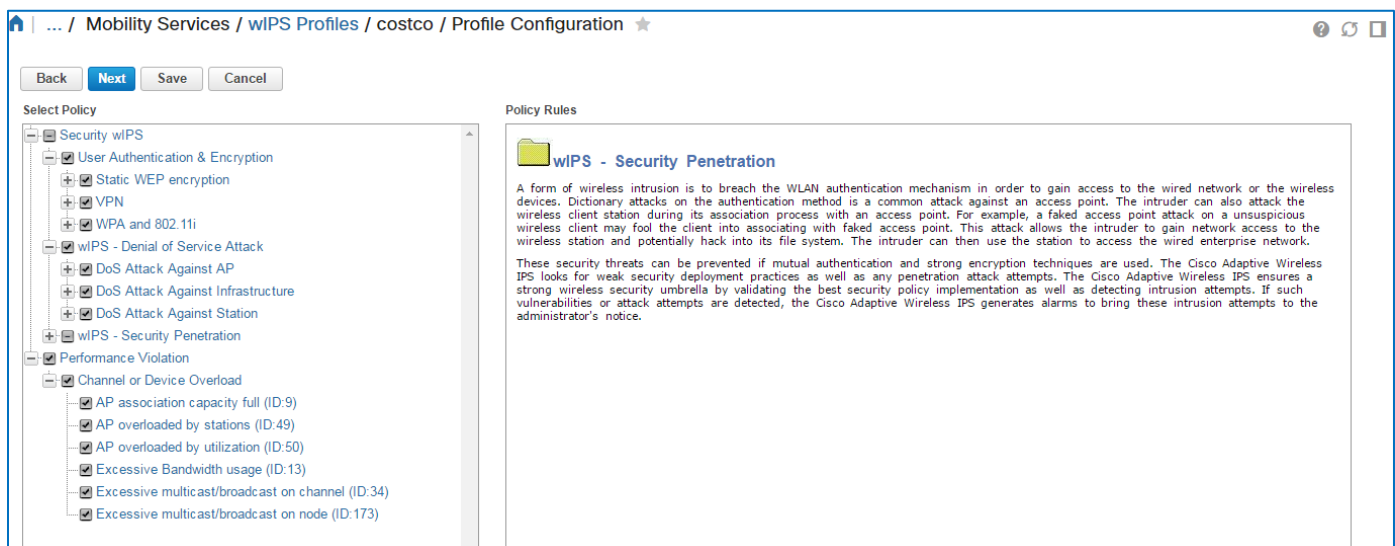 ... / Mobility Services / wIPS Profiles / costco / Profile Configuration
Back Next Save Cancel
Select Policy
Security wIPS
User Authentication & Encryption
Static WEP encryption
VPN
WPA and 802.11i
wIPS - Denial of Service Attack
DoS Attack Against AP
DoS Attack Against Infrastructure
DoS Attack Against Station
wIPS - Security Penetration
Performance Violation
Channel or Device Overload
AP association capacity full (ID:9)
AP overloaded by stations (ID:49)
AP overloaded by utilization (ID:50)
Excessive Bandwidth usage (ID:13)
Excessive multicast/broadcast on channel (ID:34)
Excessive multicast/broadcast on node (ID:173)
Policy Rules
wIPS - Security Penetration
A form of wireless intrusion is to breach the WLAN authentication mechanism in order to gain access to the wired network or the wireless
devices. Dictionary attacks on the authentication method is a common attack against an access point. The intruder can also attack the
wireless client station during its association process with an access point. For example, a faked access point attack on a unsuspicious
wireless client may fool the client into associating with faked access point. This attack allows the intruder to gain network access to the
wireless station and potentially hack into its file system. The intruder can then use the station to access the wired enterprise network.
These security threats can be prevented if mutual authentication and strong encryption techniques are used. The Cisco Adaptive Wireless
IPS looks for weak security deployment practices as well as any penetration attack attempts. The Cisco Adaptive Wireless IPS ensures a
strong wireless security umbrella by validating the best security policy implementation as well as detecting intrusion attempts. If such
vulnerabilities or attack attempts are detected, the Cisco Adaptive Wireless IPS generates alarms to bring these intrusion attempts to the
administrator's notice.